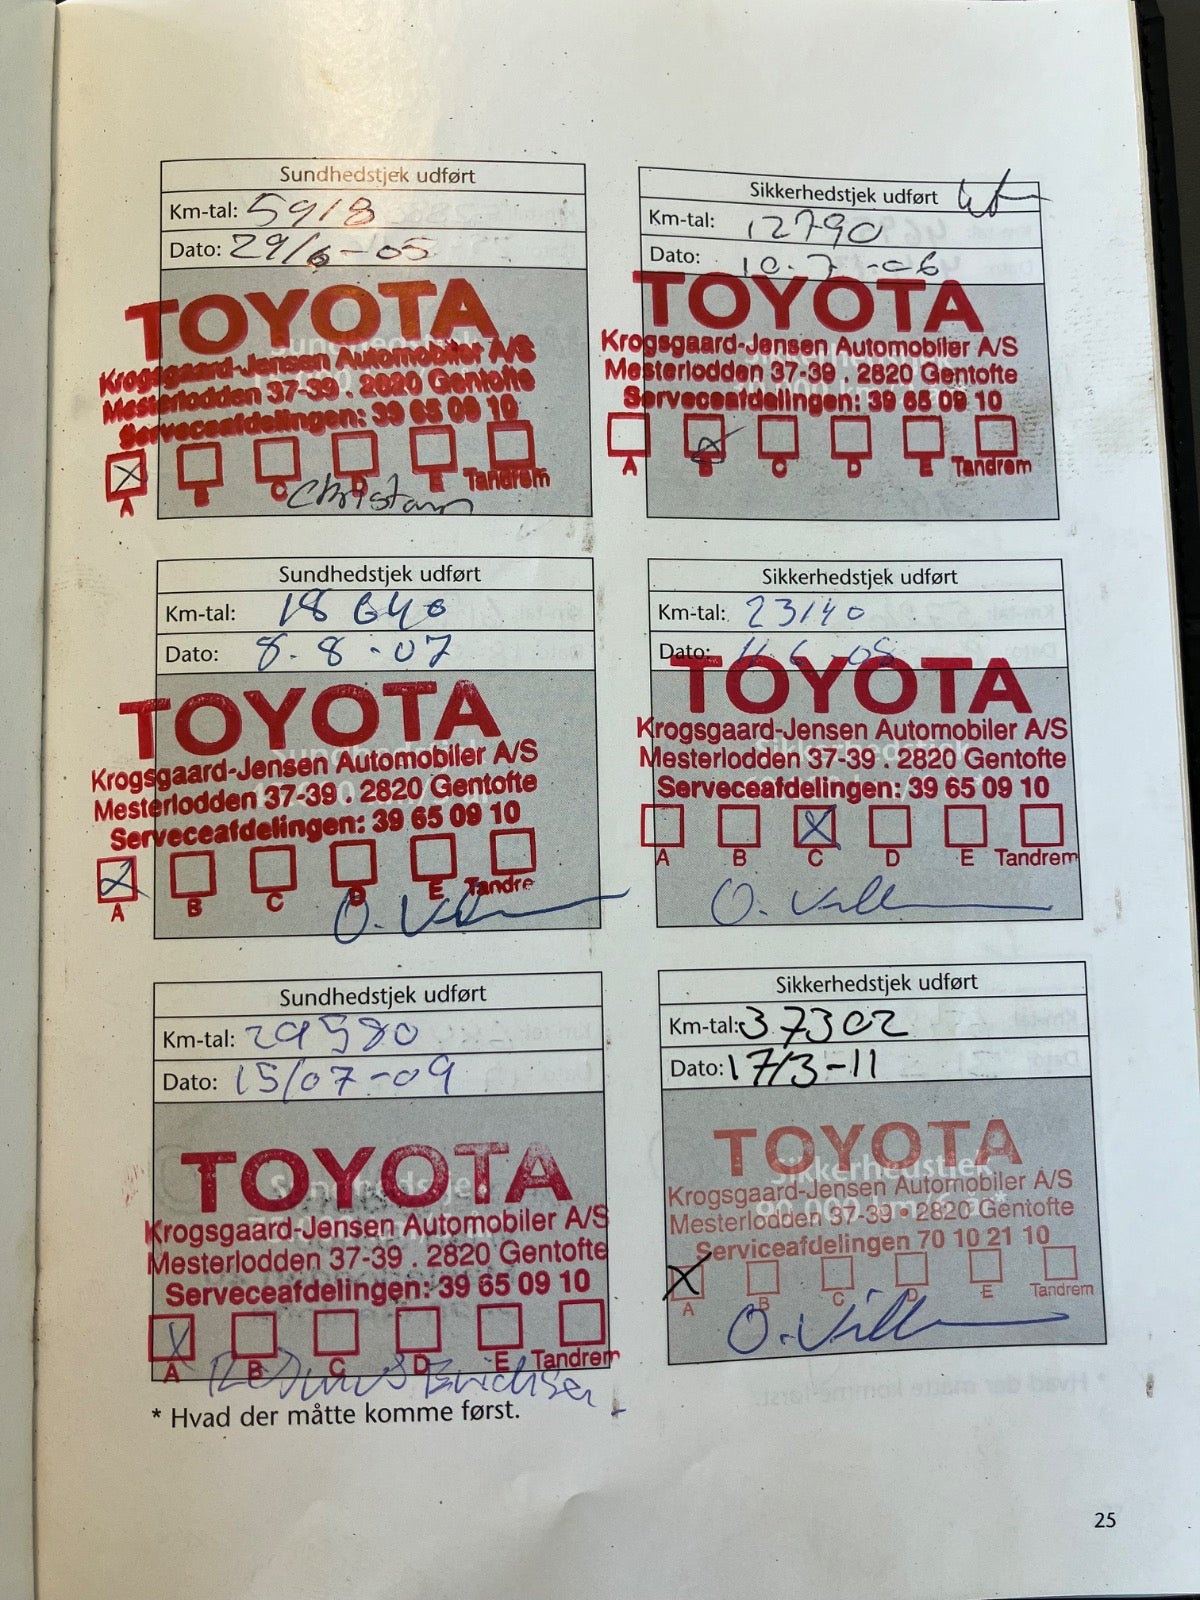 Sundhedstjek udført
Km-tal: 5918
Dato: 29/6-05
TOYOTA
Krogsgaard-Jensen Automobiler A/S
Mesterlodden 37-39 . 2820 Gentofte
Serveceafdelingen: 39 65 09 10
X
A B C D E Tandrem
Sikkerhedstjek udført
Km-tal: 12790
Dato: 10.7-06
TOYOTA
Krogsgaard-Jensen Automobiler A/S
Mesterlodden 37-39 . 2820 Gentofte
Serveceafdelingen: 39 65 09 10
X
A B C D E Tandrem
Sundhedstjek udført
Km-tal: 18640
Dato: 8.8-07
TOYOTA
Krogsgaard-Jensen Automobiler A/S
Mesterlodden 37-39 . 2820 Gentofte
Serveceafdelingen: 39 65 09 10
X
A B C D E Tandre
Sikkerhedstjek udført
Km-tal: 23140
Dato: 11.6-08
TOYOTA
Krogsgaard-Jensen Automobiler A/S
Mesterlodden 37-39 . 2820 Gentofte
Serveceafdelingen: 39 65 09 10
X
A B C D E Tandrem
Sundhedstjek udført
Km-tal: 29580
Dato: 15/07-09
TOYOTA
Krogsgaard-Jensen Automobiler A/S
Mesterlodden 37-39 . 2820 Gentofte
Serveceafdelingen: 39 65 09 10
X
A B C D E Tandrem
Sikkerhedstjek udført
Km-tal: 37302
Dato: 17/3-11
TOYOTA
Sikkerhedstjek
Krogsgaard-Jensen Automobiler A/S
Mesterlodden 37-39 • 2820 Gentofte
Serviceafdelingen 70 10 21 10
X
A B C D E Tandrem
* Hvad der måtte komme først.
25